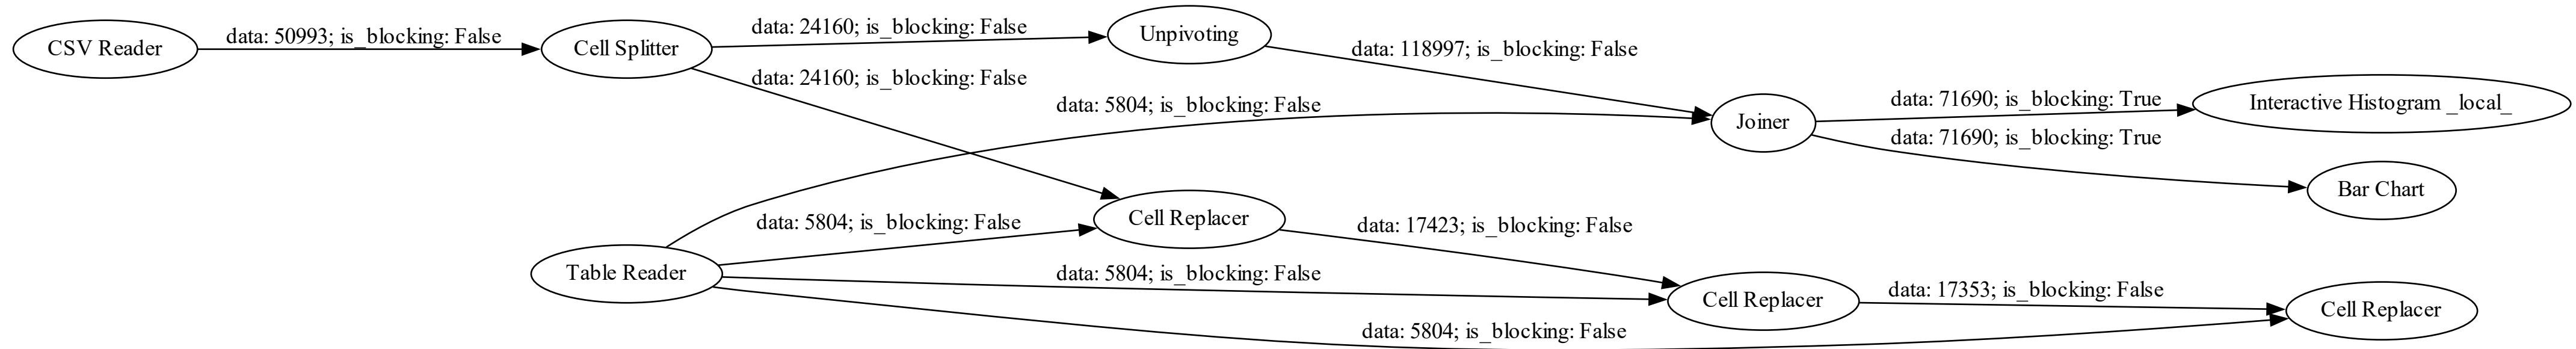 CSV Reader
data: 50993; is_blocking: False
Cell Splitter
data: 24160; is_blocking: False
Unpivoting
data: 24160; is_blocking: False
data: 118997; is_blocking: False
data: 5804; is_blocking: False
Joiner
data: 71690; is_blocking: True
Interactive Histogram _local_
data: 71690; is_blocking: True
Bar Chart
Table Reader
data: 5804; is_blocking: False
Cell Replacer
data: 17423; is_blocking: False
data: 5804; is_blocking: False
Cell Replacer
data: 17353; is_blocking: False
Cell Replacer
data: 5804; is_blocking: False